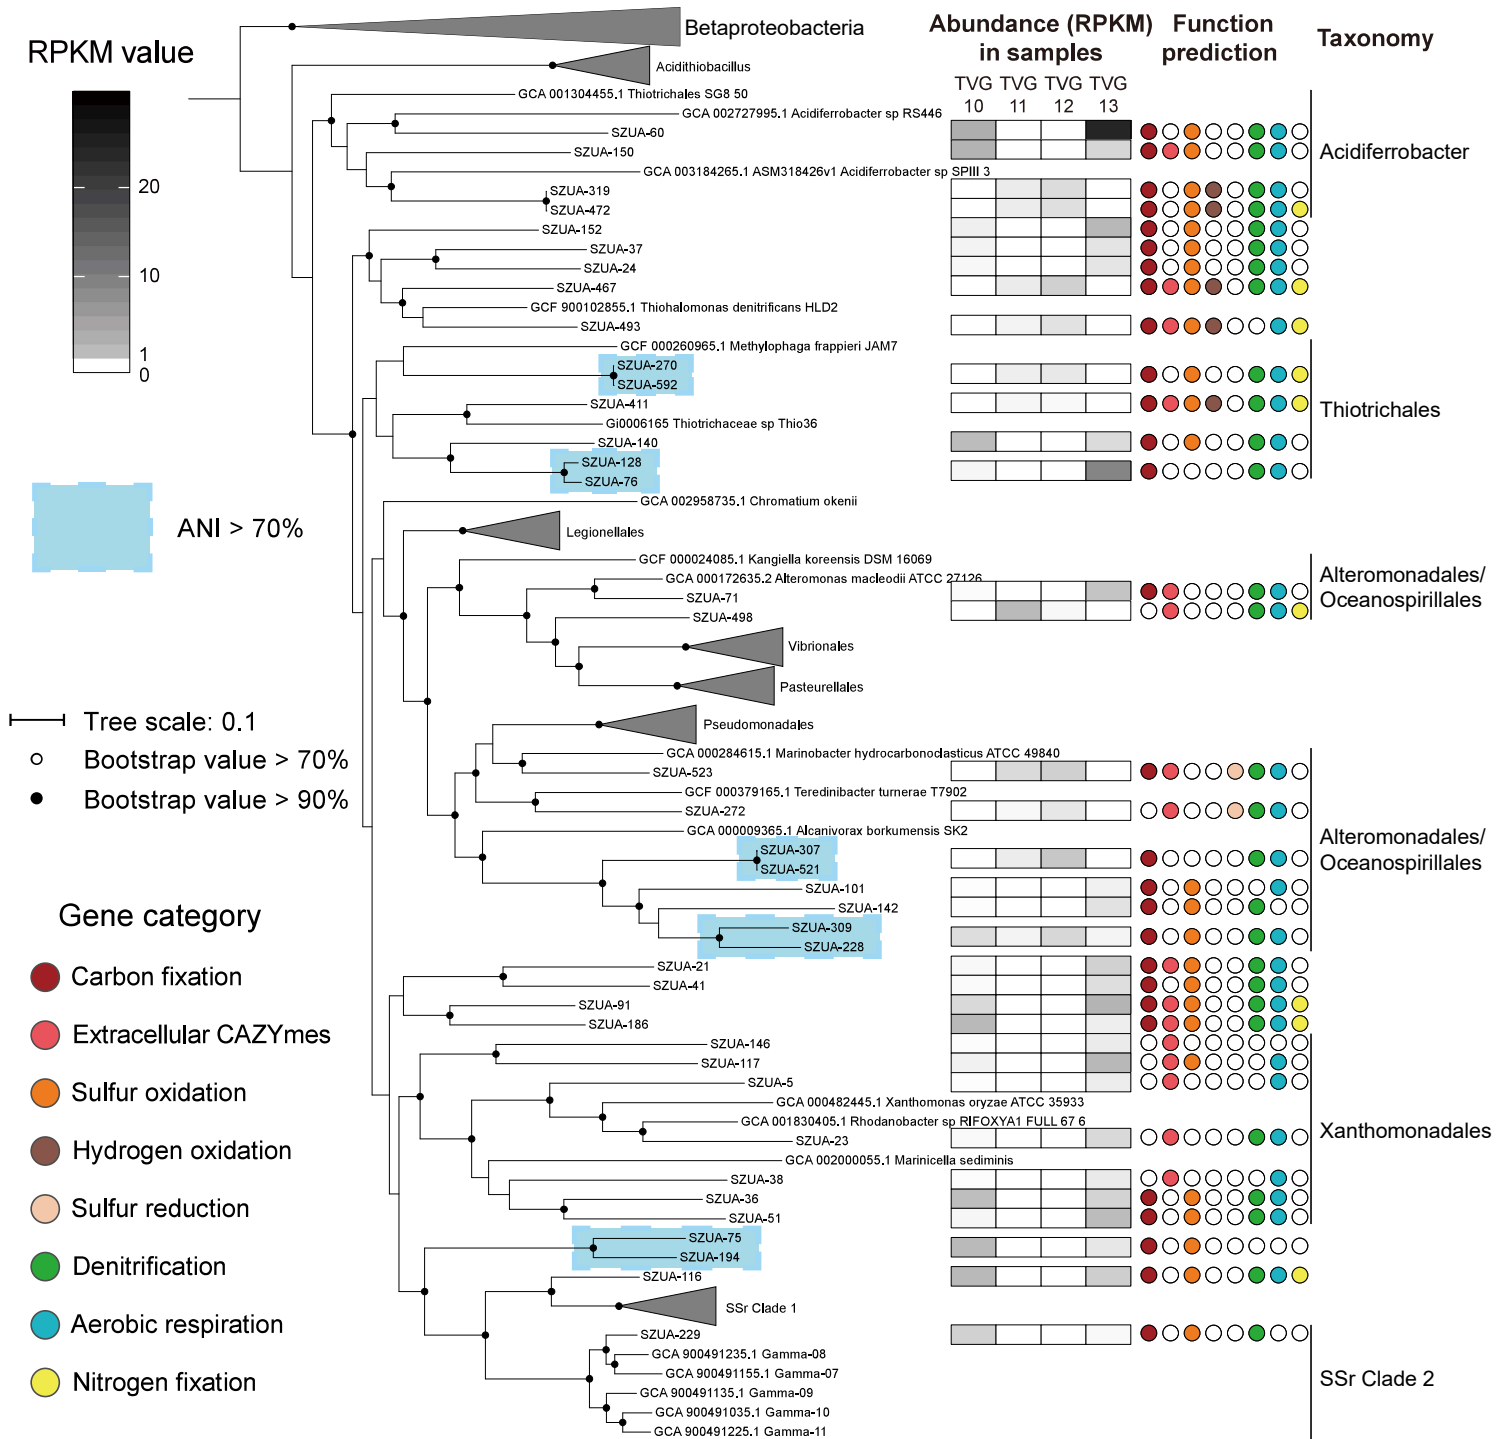 Betaproteobacteria
Acidithiobacillus
RPKM value
20
10
1
0
Abundance (RPKM)
in samples
TVG
10
TVG
11
TVG
12
TVG
13
Function
prediction
Taxonomy
GCA 001304455.1 Thiotrichales SG8 50
GCA 002727995.1 Acidiferrobacter sp RS446
SZUA-60
SZUA-150
GCA 003184265.1 ASM318426v1 Acidiferrobacter sp SPIII 3
SZUA-319
SZUA-472
SZUA-152
SZUA-37
SZUA-24
SZUA-467
GCF 900102855.1 Thiohalomonas denitrificans HLD2
SZUA-493
Acidiferrobacter
GCF 000260965.1 Methylophaga frappieri JAM7
SZUA-270
SZUA-592
SZUA-411
Gi0006165 Thiotrichaceae sp Thio36
SZUA-140
SZUA-128
SZUA-76
Thiotrichales
ANI > 70%
GCA 002958735.1 Chromatium okenii
Legionellales
GCF 000024085.1 Kangiella koreensis DSM 16069
GCA 000172635.2 Alteromonas macleodii ATCC 27126
SZUA-71
SZUA-498
Alteromonadales/
Oceanospirillales
Vibrionales
Pasteurellales
Tree scale: 0.1
Bootstrap value > 70%
Bootstrap value > 90%
Pseudomonadales
GCA 000284615.1 Marinobacter hydrocarbonoclasticus ATCC 49840
SZUA-523
GCF 000379165.1 Teredinibacter turnerae T7902
SZUA-272
GCA 000009365.1 Alcanivorax borkumensis SK2
SZUA-307
SZUA-521
SZUA-101
SZUA-142
SZUA-309
SZUA-228
Alteromonadales/
Oceanospirillales
Gene category
Carbon fixation
Extracellular CAZYmes
Sulfur oxidation
Hydrogen oxidation
Sulfur reduction
Denitrification
Aerobic respiration
Nitrogen fixation
SZUA-21
SZUA-41
SZUA-91
SZUA-186
SZUA-146
SZUA-117
SZUA-5
GCA 000482445.1 Xanthomonas oryzae ATCC 35933
GCA 001830405.1 Rhodanobacter sp RIFOXYA1 FULL 67 6
SZUA-23
GCA 002000055.1 Marinicella sediminis
SZUA-38
SZUA-36
SZUA-51
Xanthomonadales
SZUA-75
SZUA-194
SZUA-116
SSr Clade 1
SZUA-229
GCA 900491235.1 Gamma-08
GCA 900491155.1 Gamma-07
GCA 900491135.1 Gamma-09
GCA 900491035.1 Gamma-10
GCA 900491225.1 Gamma-11
SSr Clade 2